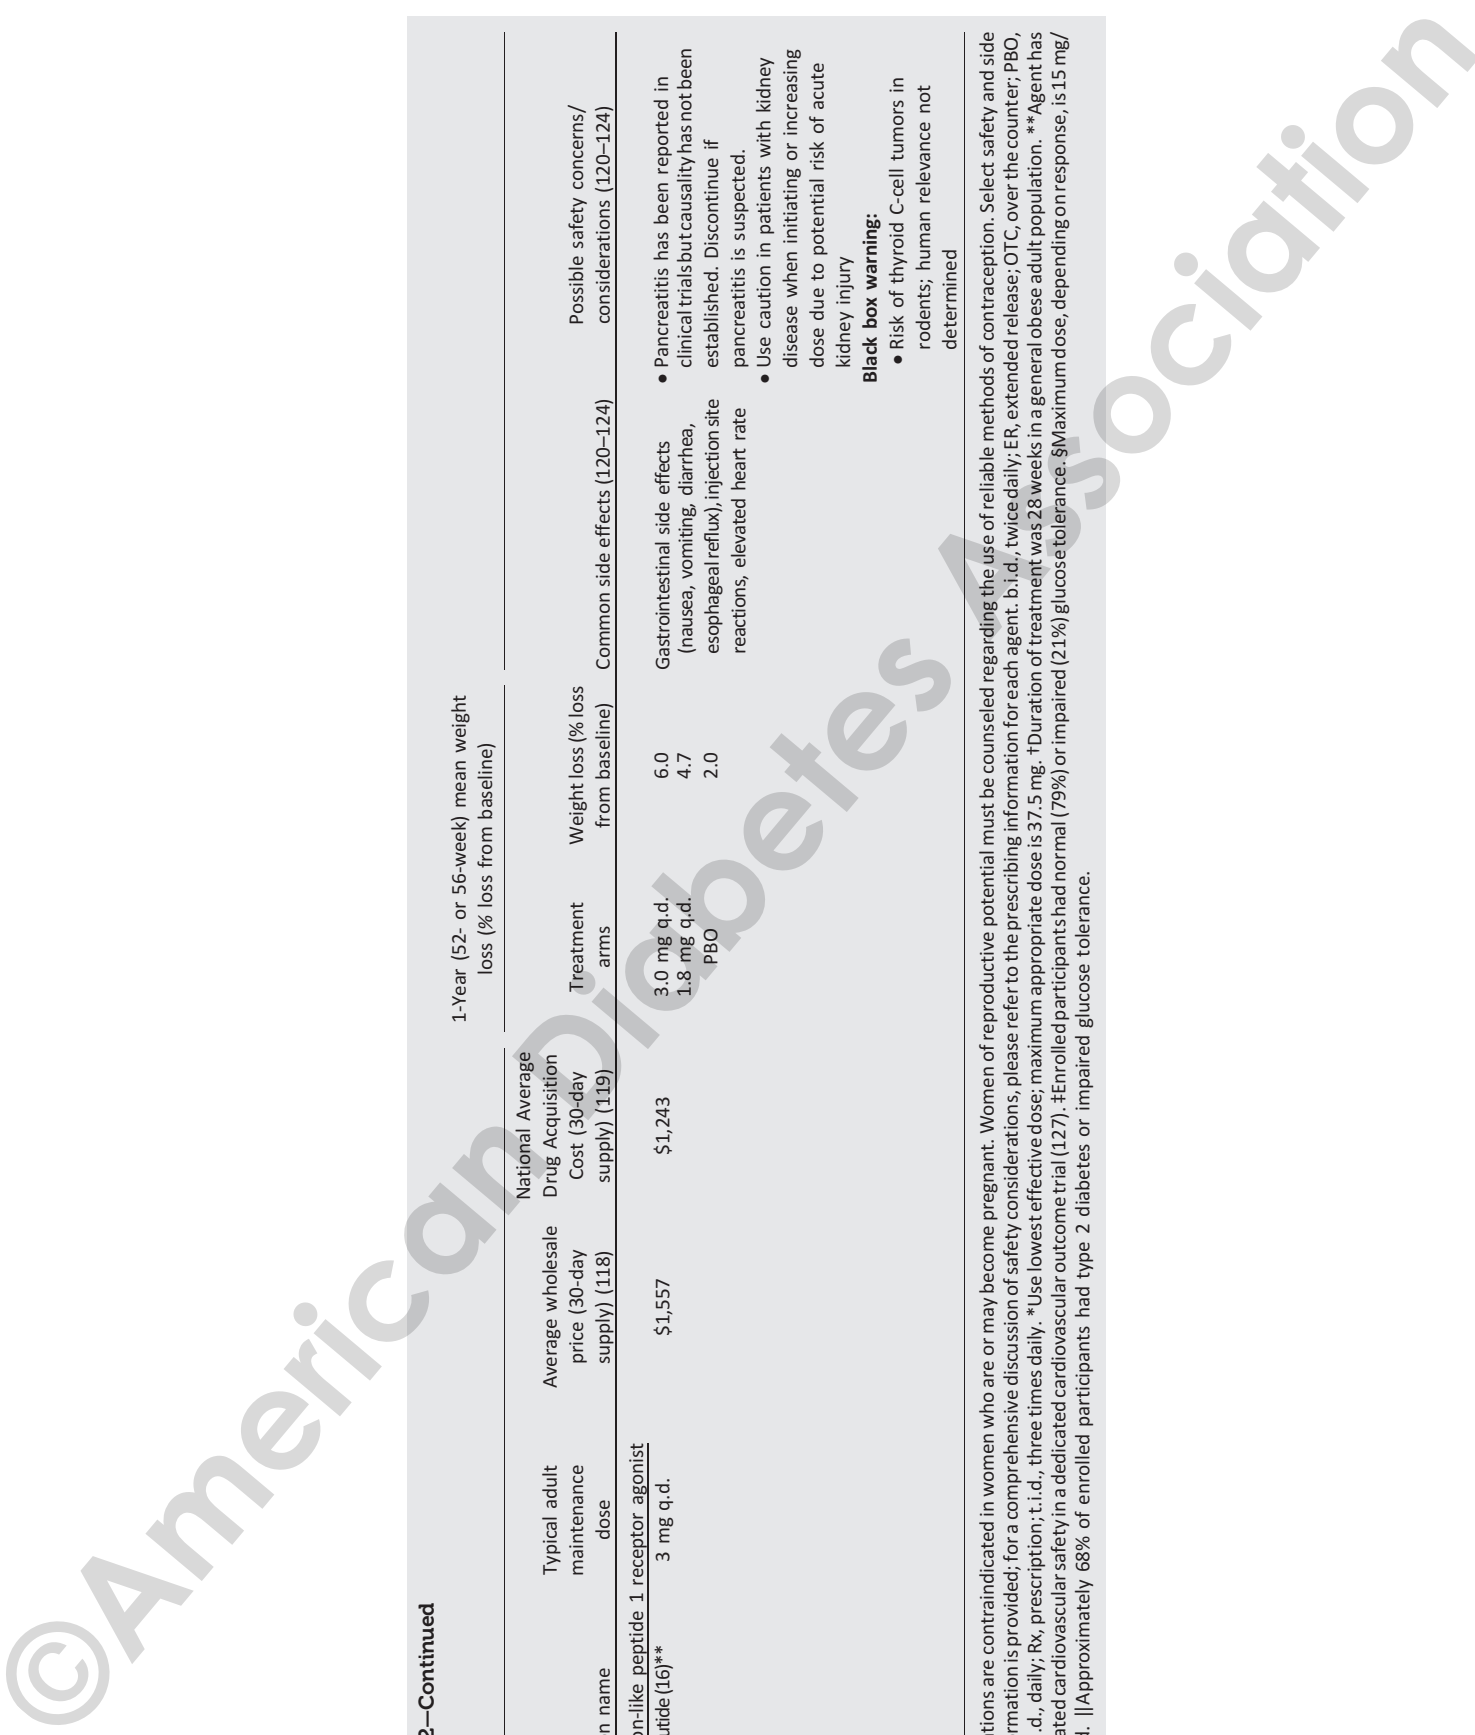 2—Continued
1-Year (52- or 56-week) mean weight
loss (% loss from baseline)
National Average
Typical adult Average wholesale Drug Acquisition
maintenance price (30-day Cost (30-day Treatment Weight loss (% loss Possible safety concerns/
name dose supply) (118) supply) (119) arms from baseline) Common side effects (120–124) considerations (120–124)
-like peptide 1 receptor agonist
(16)** 3 mg q.d. $1,557 $1,243 3.0 mg q.d. 6.0 Gastrointestinal side effects • Pancreatitis has been reported in
1.8 mg q.d. 4.7 (nausea, vomiting, diarrhea, clinical trials but causality has not been
PBO 2.0 esophageal reflux), injection site established. Discontinue if
reactions, elevated heart rate pancreatitis is suspected.
• Use caution in patients with kidney
disease when initiating or increasing
dose due to potential risk of acute
kidney injury
Black box warning:
• Risk of thyroid C-cell tumors in
rodents; human relevance not
determined
are contraindicated in women who are or may become pregnant. Women of reproductive potential must be counseled regarding the use of reliable methods of contraception. Select safety and side
is provided; for a comprehensive discussion of safety considerations, please refer to the prescribing information for each agent. b.i.d., twice daily; ER, extended release; OTC, over the counter; PBO,
daily; Rx, prescription; t.i.d., three times daily. *Use lowest effective dose; maximum appropriate dose is 37.5 mg. †Duration of treatment was 28 weeks in a general obese adult population. **Agent has
cardiovascular safety in a dedicated cardiovascular outcome trial (127). ‡Enrolled participants had normal (79%) or impaired (21%) glucose tolerance. §Maximum dose, depending on response, is 15 mg/
||Approximately 68% of enrolled participants had type 2 diabetes or impaired glucose tolerance.
©American Diabetes Association